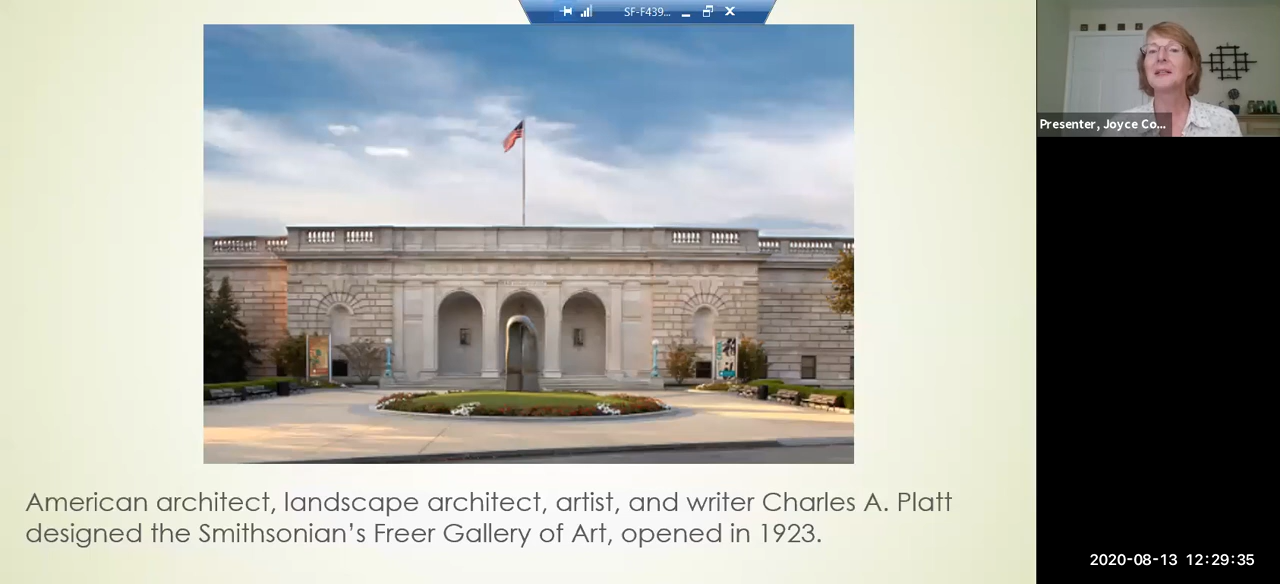 SF-F439...
Presenter, Joyce Co...
American architect, landscape architect, artist, and writer Charles A. Platt
designed the Smithsonian's Freer Gallery of Art, opened in 1923.
2020-08-13 12:29:35